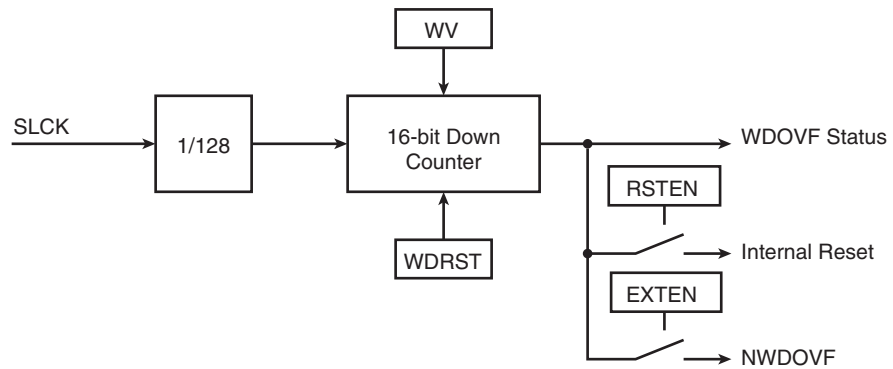 WV
SLCK
1/128
16-bit Down
Counter
WDOVF Status
RSTEN
WDRST
Internal Reset
EXTEN
NWDOVF